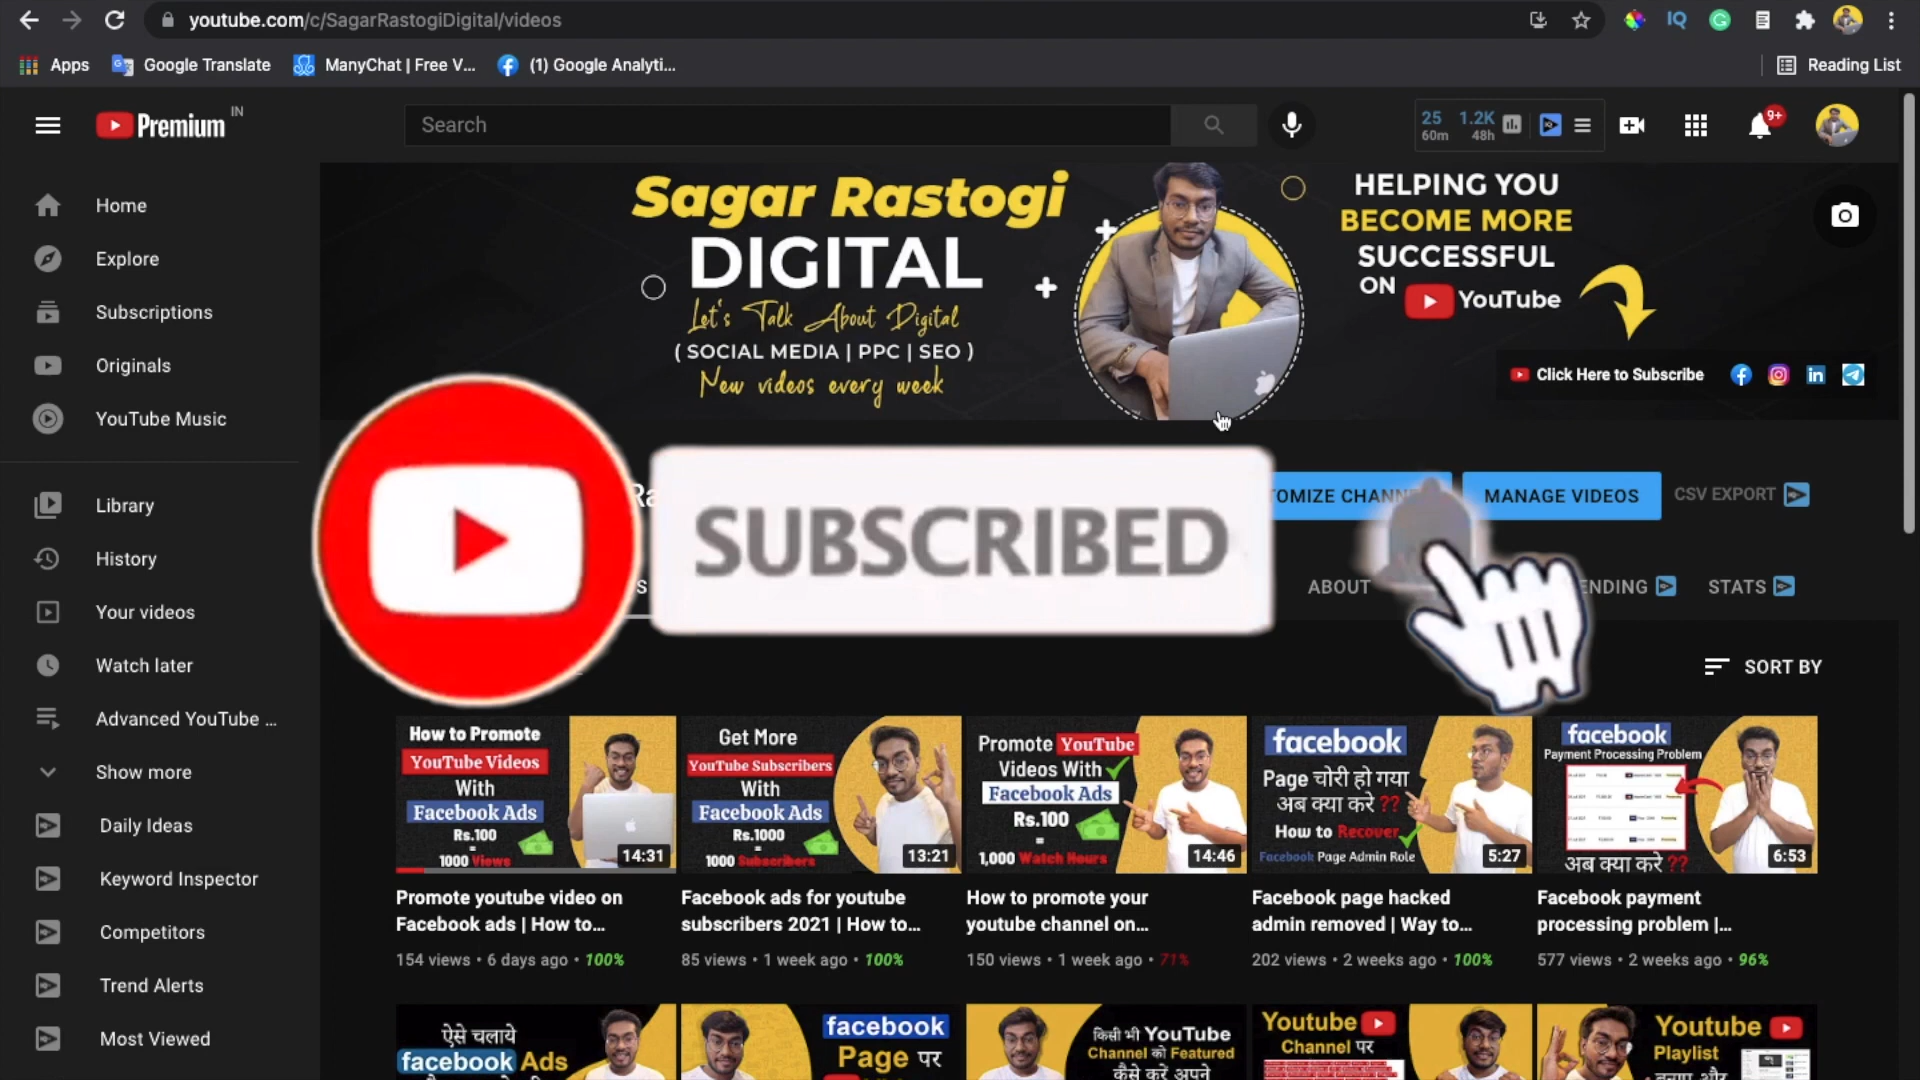 youtube.com/c/SagarRastogiDigital/videos
IQ
Apps
Google Translate
ManyChat | Free V...
(1) Google Analyti...
Reading List
Premium IN
Search
25 60m
1.2K 48h
9+
Home
Explore
Subscriptions
Originals
YouTube Music
Library
History
Your videos
Watch later
Advanced YouTube ...
Show more
Daily Ideas
Keyword Inspector
Competitors
Trend Alerts
Most Viewed
Sagar Rastogi
DIGITAL
Let's Talk About Digital
( SOCIAL MEDIA | PPC | SEO )
New videos every week
HELPING YOU
BECOME MORE
SUCCESSFUL
ON YouTube
Click Here to Subscribe
SUBSCRIBED
MANAGE VIDEOS
CSV EXPORT
ABOUT
STATS
SORT BY
How to Promote
YouTube Videos
With
Facebook Ads
Rs.100
=
1000 Views
14:31
Promote youtube video on
Facebook ads | How to...
154 views • 6 days ago • 100%
Get More
YouTube Subscribers
With
Facebook Ads
Rs.1000
=
1000 Subscribers
13:21
Facebook ads for youtube
subscribers 2021 | How to...
85 views • 1 week ago • 100%
Promote YouTube
Videos With
Facebook Ads
Rs.100
=
1,000 Watch Hours
14:46
How to promote your
youtube channel on...
150 views • 1 week ago • 71%
facebook
Page चोरी हो गया
अब क्या करे ??
How to Recover
Facebook Page Admin Role
5:27
Facebook page hacked
admin removed | Way to...
202 views • 2 weeks ago • 100%
facebook
Payment Processing Problem
अब क्या करे ??
6:53
Facebook payment
processing problem |...
577 views • 2 weeks ago • 96%
ऐसे चलाये
facebook Ads
facebook
Page पर
किसी भी YouTube
Channel को Featured
कैसे करें अपने
Youtube
Channel पर
Youtube
Playlist